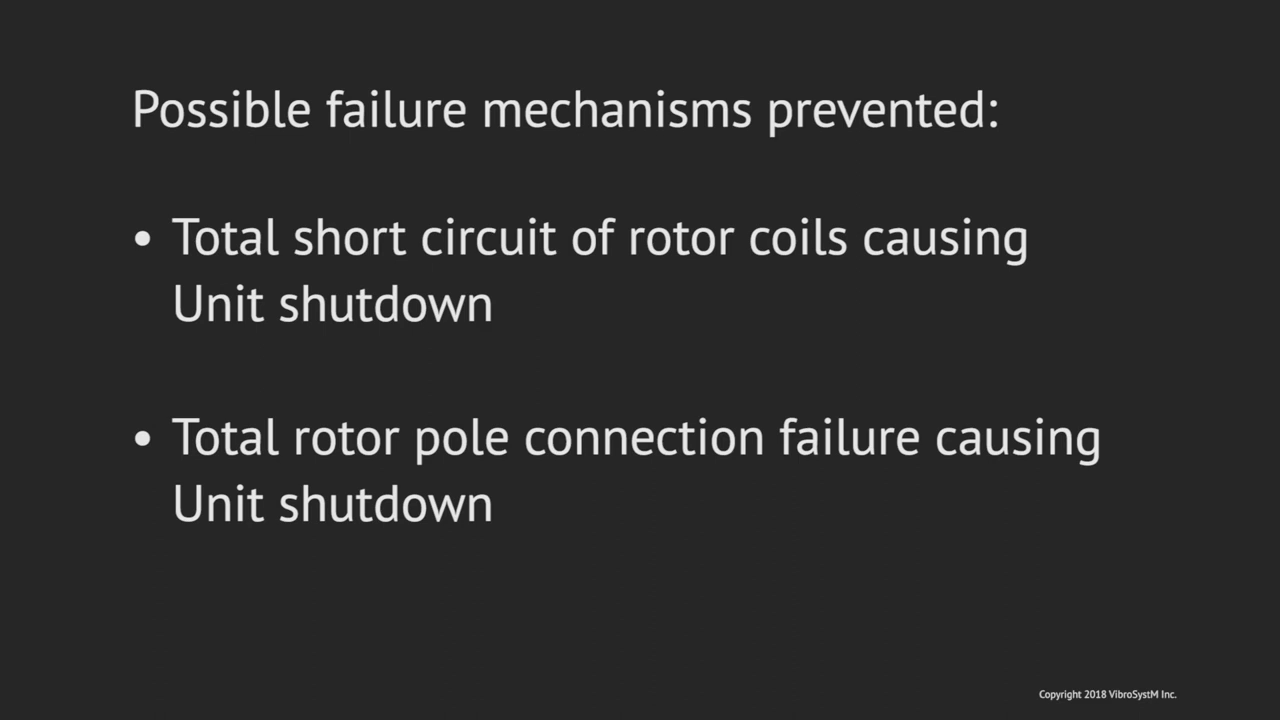 Possible failure mechanisms prevented:
• Total short circuit of rotor coils causing
Unit shutdown
• Total rotor pole connection failure causing
Unit shutdown
Copyright 2018 VibroSystM Inc.